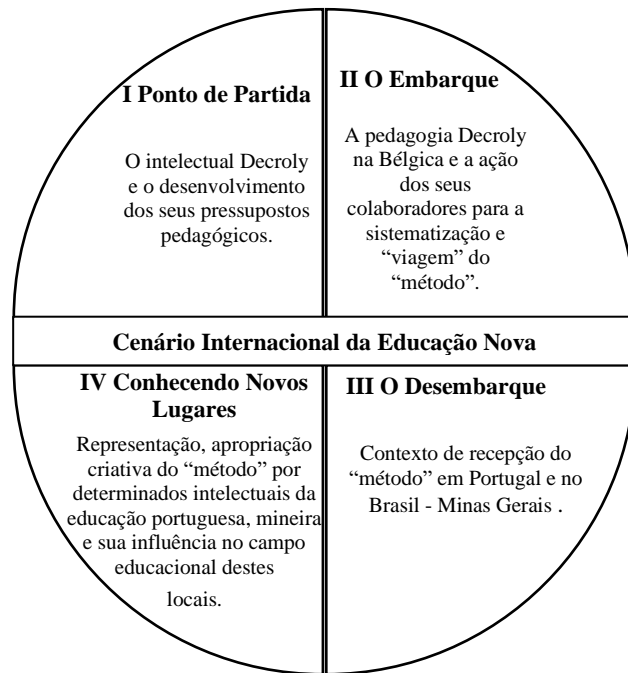 I Ponto de Partida
O intelectual Decroly
e o desenvolvimento
dos seus pressupostos
pedagógicos.
II O Embarque
A pedagogia Decroly
na Bélgica e a ação
dos seus
colaboradores para a
sistematização e
“viagem” do
“método”.
Cenário Internacional da Educação Nova
IV Conhecendo Novos
Lugares
Representação, apropriação
criativa do “método” por
determinados intelectuais da
educação portuguesa, mineira
e sua influência no campo
educacional destes
locais.
III O Desembarque
Contexto de recepção do
“método” em Portugal e no
Brasil - Minas Gerais .